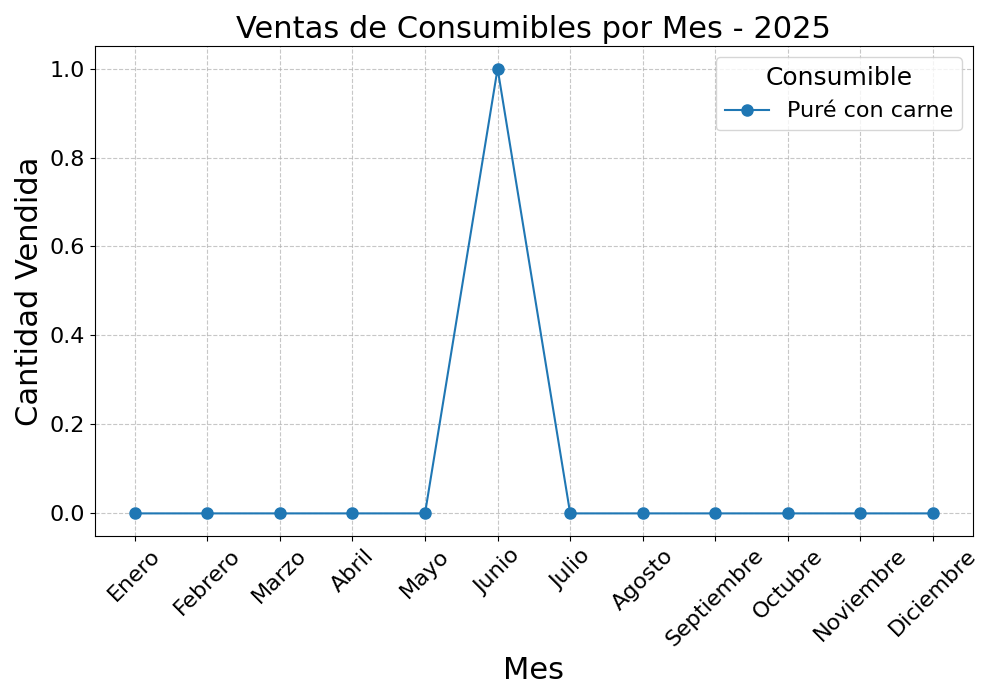 Ventas de Consumibles por Mes - 2025
Consumible
Puré con carne
Cantidad Vendida
1.0
0.8
0.6
0.4
0.2
0.0
Enero
Febrero
Marzo
Abril
Mayo
Junio
Julio
Agosto
Septiembre
Octubre
Noviembre
Diciembre
Mes